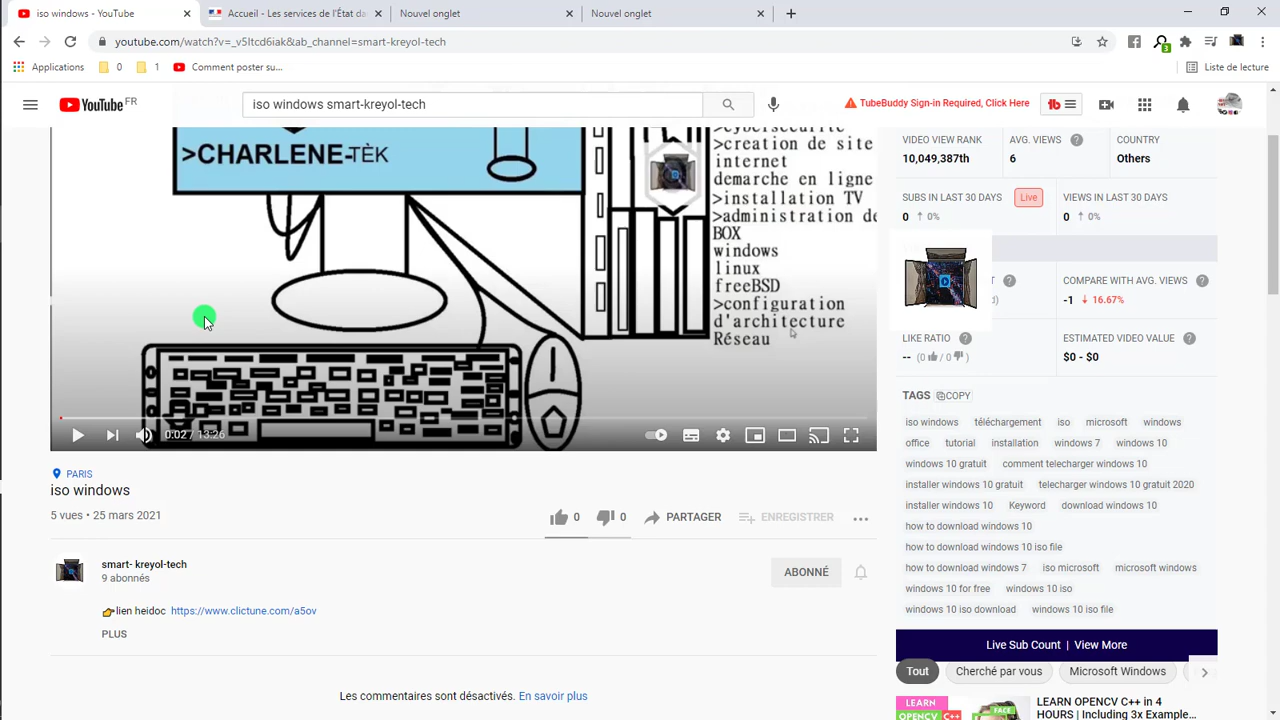 iso windows - YouTube
Accueil - Les services de l'État da
Nouvel onglet
Nouvel onglet
youtube.com/watch?v=_v5ltcd6iak&ab_channel=smart-kreyol-tech
Applications
0
1
Comment poster su...
Liste de lecture
YouTube FR
iso windows smart-kreyol-tech
TubeBuddy Sign-in Required, Click Here
tb
>CHARLENE-TÈK
>cybersécurité
>creation de site
internet
demarche en ligne
>installation TV
>administration de
BOX
windows
linux
freeBSD
>configuration
d'architecture
Réseau
0:02 / 13:26
VIDEO VIEW RANK
10,049,387th
AVG. VIEWS
6
COUNTRY
Others
SUBS IN LAST 30 DAYS
Live
0 ↑ 0%
VIEWS IN LAST 30 DAYS
0 ↑ 0%
COMPARE WITH AVG. VIEWS
-1 ↓ 16.67%
LIKE RATIO
-- (0 / 0)
ESTIMATED VIDEO VALUE
$0 - $0
TAGS COPY
iso windows téléchargement iso microsoft windows
office tutorial installation windows 7 windows 10
windows 10 gratuit comment telecharger windows 10
installer windows 10 gratuit telecharger windows 10 gratuit 2020
installer windows 10 Keyword download windows 10
how to download windows 10
how to download windows 10 iso file
how to download windows 7 iso microsoft microsoft windows
windows 10 for free windows 10 iso
windows 10 iso download windows 10 iso file
Live Sub Count | View More
Tout
Cherché par vous
Microsoft Windows
LEARN
OPENCV
C++
FACE
LEARN OPENCV C++ in 4
HOURS | Including 3x Example...
PARIS
iso windows
5 vues • 25 mars 2021
0
0
PARTAGER
ENREGISTRER
smart- kreyol-tech
9 abonnés
ABONNÉ
lien heidoc https://www.clictune.com/a5ov
PLUS
Les commentaires sont désactivés. En savoir plus
3